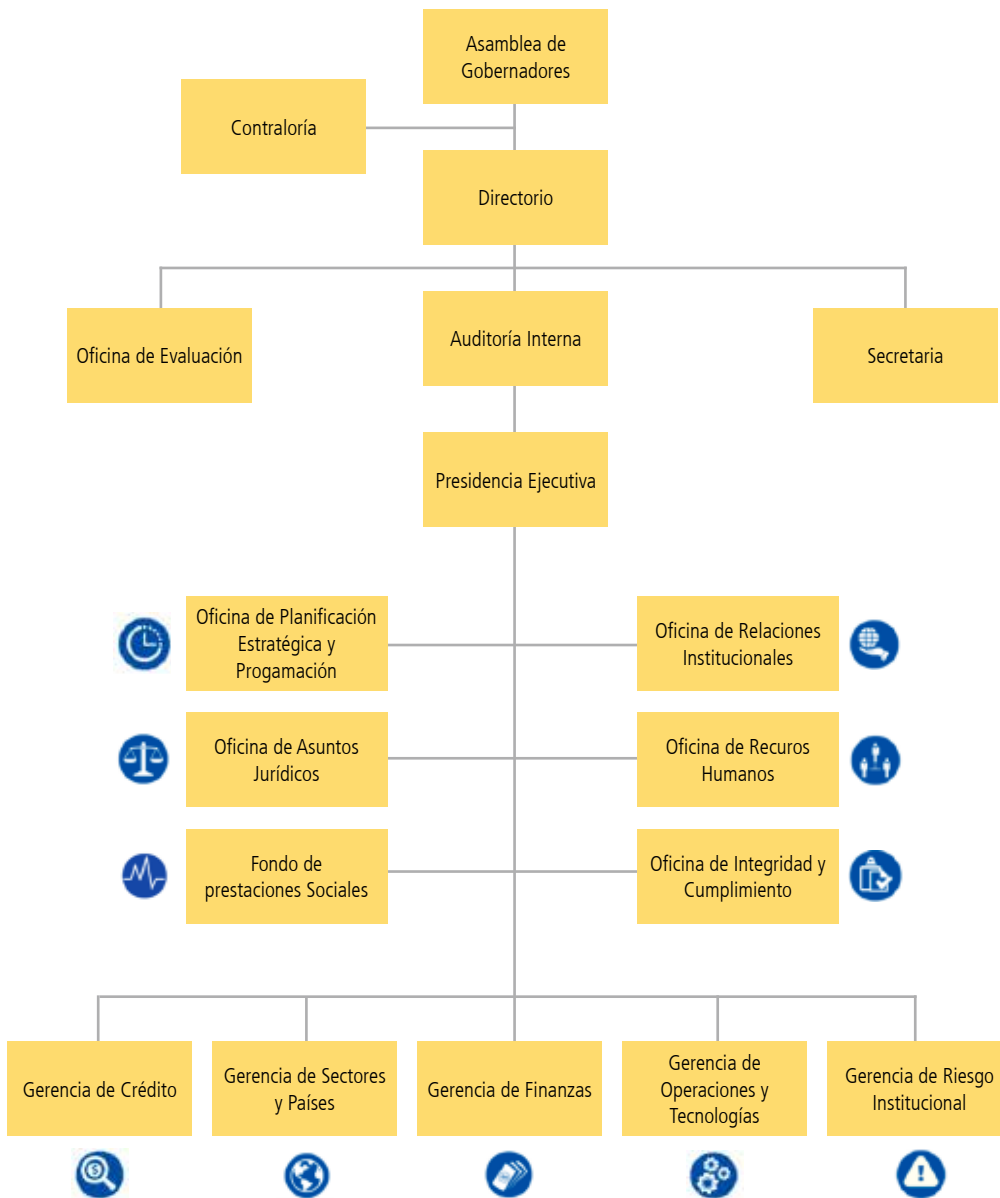 Asamblea de
Gobernadores
Contraloría
Directorio
Oficina de Evaluación
Auditoría Interna
Secretaria
Presidencia Ejecutiva
Oficina de Planificación
Estratégica y
Progamación
Oficina de Relaciones
Institucionales
Oficina de Asuntos
Jurídicos
Oficina de Recuros
Humanos
Fondo de
prestaciones Sociales
Oficina de Integridad y
Cumplimiento
Gerencia de Crédito
Gerencia de Sectores
y Países
Gerencia de Finanzas
Gerencia de
Operaciones y
Tecnologías
Gerencia de Riesgo
Institucional